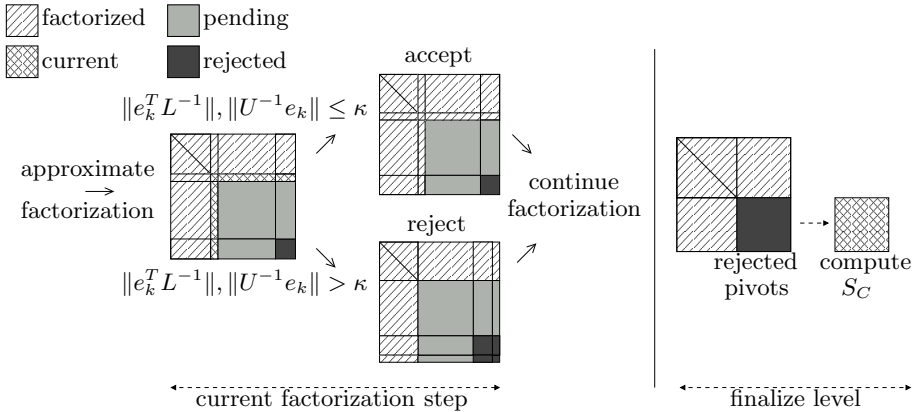 factorized
pending
current
rejected
accept
‖e_k^T L^{-1}‖, ‖U^{-1}e_k‖ ≤ κ
approximate
factorization
continue
factorization
reject
‖e_k^T L^{-1}‖, ‖U^{-1}e_k‖ > κ
rejected
pivots
compute
S_C
current factorization step
finalize level